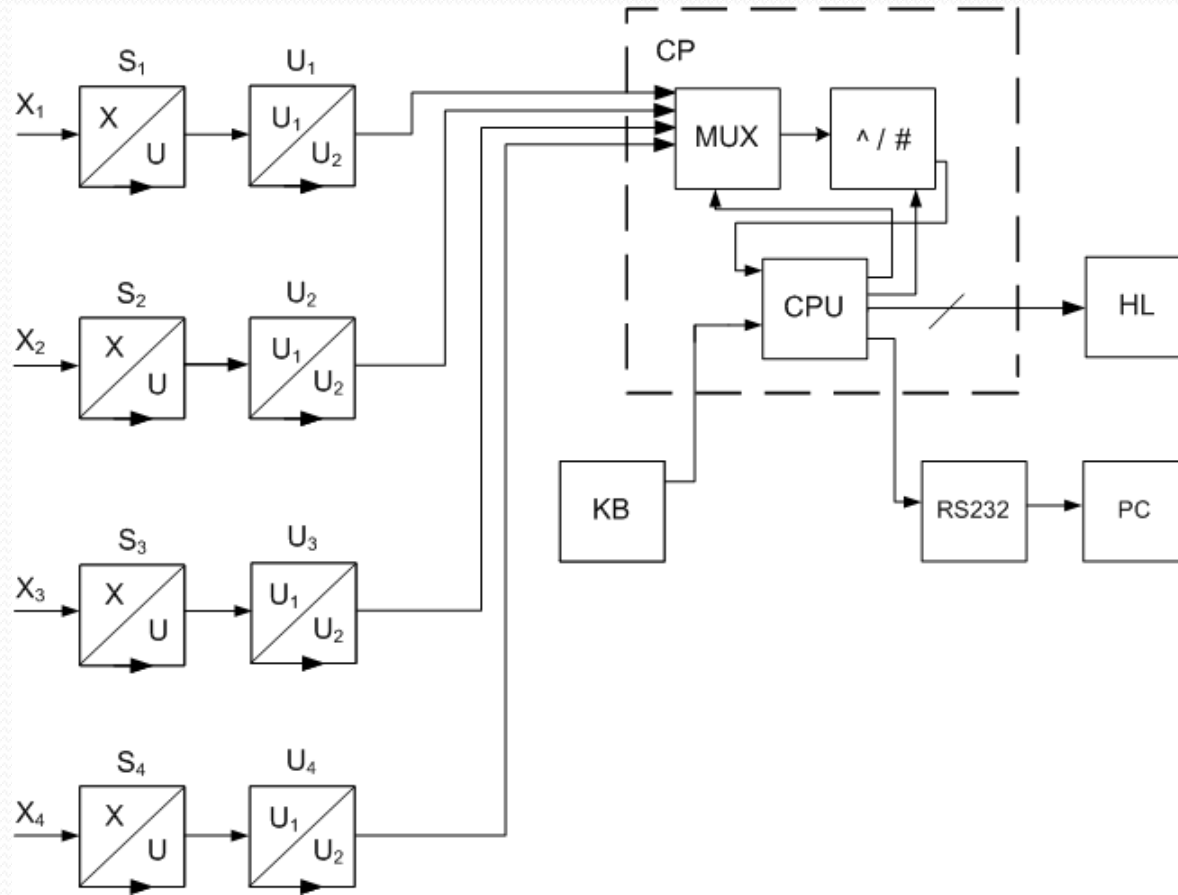 S₁
U₁
CP
X₁
X
U
U₁
U₂
MUX
^ / #
S₂
U₂
X₂
X
U
U₁
U₂
CPU
HL
S₃
U₃
X₃
X
U
U₁
U₂
KB
RS232
PC
S₄
U₄
X₄
X
U
U₁
U₂